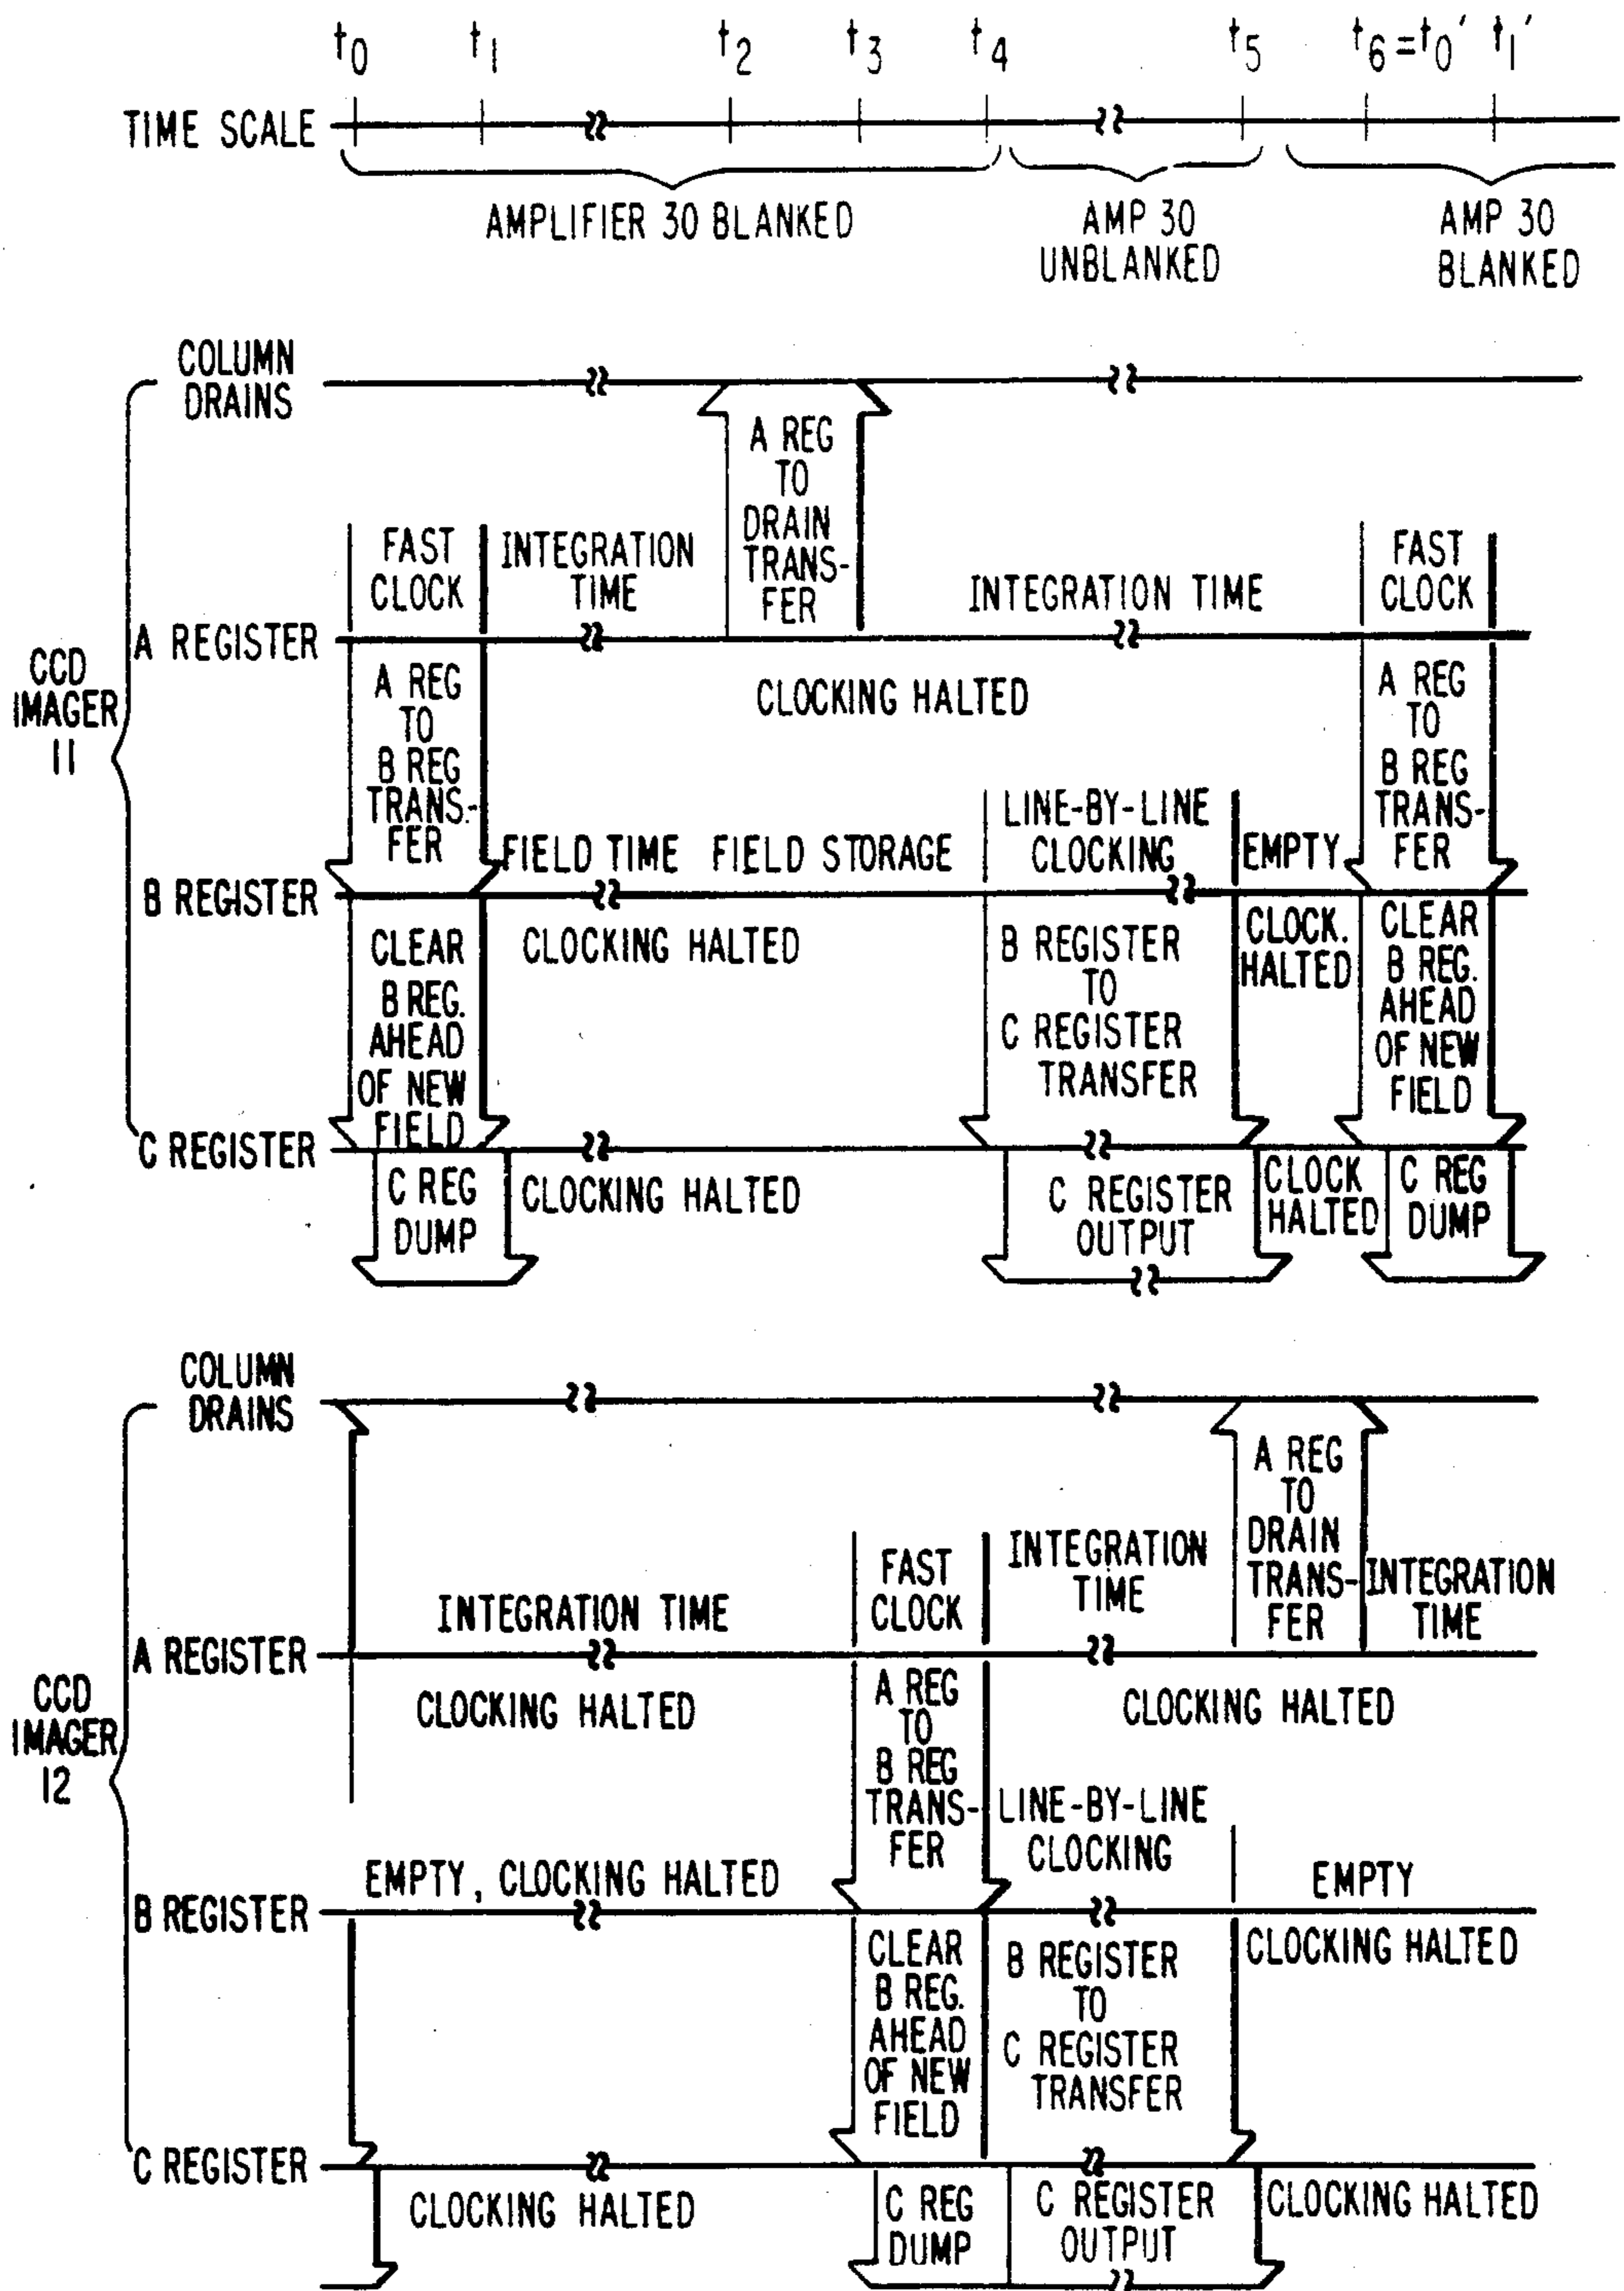 t0 t1 t2 t3 t4 t5 t6=t0' t1'
TIME SCALE
AMPLIFIER 30 BLANKED
AMP 30
UNBLANKED
AMP 30
BLANKED
CCD
IMAGER
11
COLUMN
DRAINS
A REG
TO
DRAIN
TRANS-
FER
FAST
CLOCK
INTEGRATION
TIME
INTEGRATION TIME
FAST
CLOCK
A REGISTER
A REG
TO
B REG
TRANS.-
FER
CLOCKING HALTED
A REG
TO
B REG
TRANS-
FER
FIELD TIME FIELD STORAGE
LINE-BY-LINE
CLOCKING
EMPTY
B REGISTER
CLEAR
B REG.
AHEAD
OF NEW
FIELD
CLOCKING HALTED
B REGISTER
TO
C REGISTER
TRANSFER
CLOCK.
HALTED
CLEAR
B REG.
AHEAD
OF NEW
FIELD
C REGISTER
C REG
DUMP
CLOCKING HALTED
C REGISTER
OUTPUT
CLOCK
HALTED
C REG
DUMP
CCD
IMAGER
12
COLUMN
DRAINS
A REG
TO
DRAIN
TRANS-
FER
INTEGRATION TIME
FAST
CLOCK
INTEGRATION
TIME
INTEGRATION
TIME
A REGISTER
CLOCKING HALTED
A REG
TO
B REG
TRANS-
FER
CLOCKING HALTED
EMPTY, CLOCKING HALTED
LINE-BY-LINE
CLOCKING
EMPTY
B REGISTER
CLEAR
B REG.
AHEAD
OF NEW
FIELD
B REGISTER
TO
C REGISTER
TRANSFER
CLOCKING HALTED
C REGISTER
CLOCKING HALTED
C REG
DUMP
C REGISTER
OUTPUT
CLOCKING HALTED